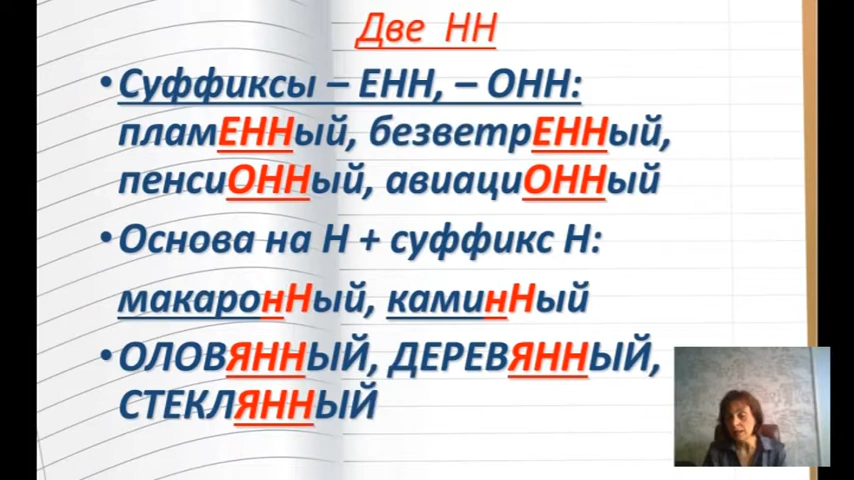 Две НН
• Суффиксы – ЕНН, – ОНН:
пламЕННый, безветрЕННый,
пенсиОННый, авиациОННый
• Основа на Н + суффикс Н:
макаронНый, каминНый
• ОЛОВЯННЫЙ, ДЕРЕВЯННЫЙ,
СТЕКЛЯННЫЙ